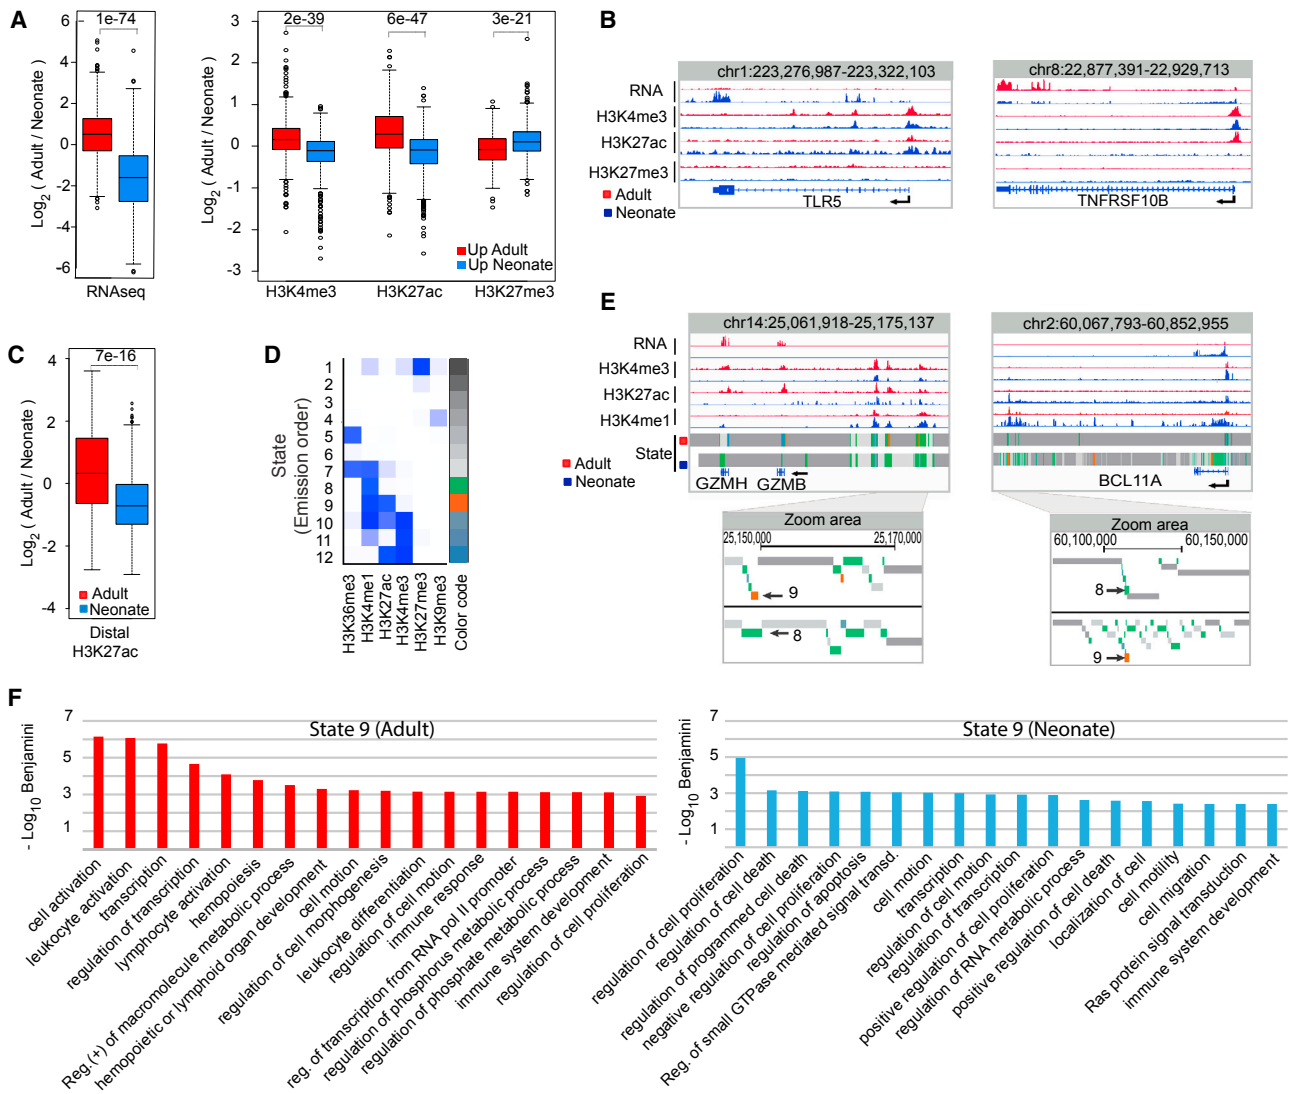 A
6
4
2
0
-2
-4
-6
Log2 ( Adult / Neonate )
1e-74
RNAseq
3
2
1
0
-1
-2
-3
Log2 ( Adult / Neonate )
2e-39
6e-47
3e-21
Up Adult
Up Neonate
H3K4me3
H3K27ac
H3K27me3
B
chr1:223,276,987-223,322,103
chr8:22,877,391-22,929,713
RNA
H3K4me3
H3K27ac
H3K27me3
Adult
Neonate
TLR5
TNFRSF10B
C
4
2
0
-2
-4
Log2 ( Adult / Neonate )
7e-16
Adult
Neonate
Distal
H3K27ac
D
State
(Emission order)
1
2
3
4
5
6
7
8
9
10
11
12
H3K36me3
H3K4me1
H3K27ac
H3K4me3
H3K27me3
H3K9me3
Color code
E
chr14:25,061,918-25,175,137
chr2:60,067,793-60,852,955
RNA
H3K4me3
H3K27ac
H3K4me1
State
Adult
Neonate
GZMH
GZMB
BCL11A
Zoom area
25,150,000
25,170,000
9
8
Zoom area
60,100,000
60,150,000
8
9
F
7
5
3
1
- Log10 Benjamini
State 9 (Adult)
cell activation
leukocyte activation
transcription
regulation of transcription
lymphocyte activation
hemopoiesis
Reg.(+) of macromolecule metabolic process
hemopoietic or lymphoid organ development
cell motion
cell morphogenesis
leukocyte differentiation
regulation of cell motion
immune response
reg. of transcription from RNA pol II promoter
regulation of phosphorus metabolic process
regulation of phosphate metabolic process
immune system development
regulation of cell proliferation
7
5
3
1
- Log10 Benjamini
State 9 (Neonate)
regulation of cell proliferation
regulation of cell death
regulation of programmed cell death
negative regulation of cell proliferation
regulation of apoptosis
Reg. of small GTPase mediated signal transd.
cell motion
transcription
regulation of cell motion
regulation of transcription
positive regulation of cell proliferation
regulation of RNA metabolic process
positive regulation of cell death
localization of cell
cell motility
cell migration
Ras protein signal transduction
immune system development